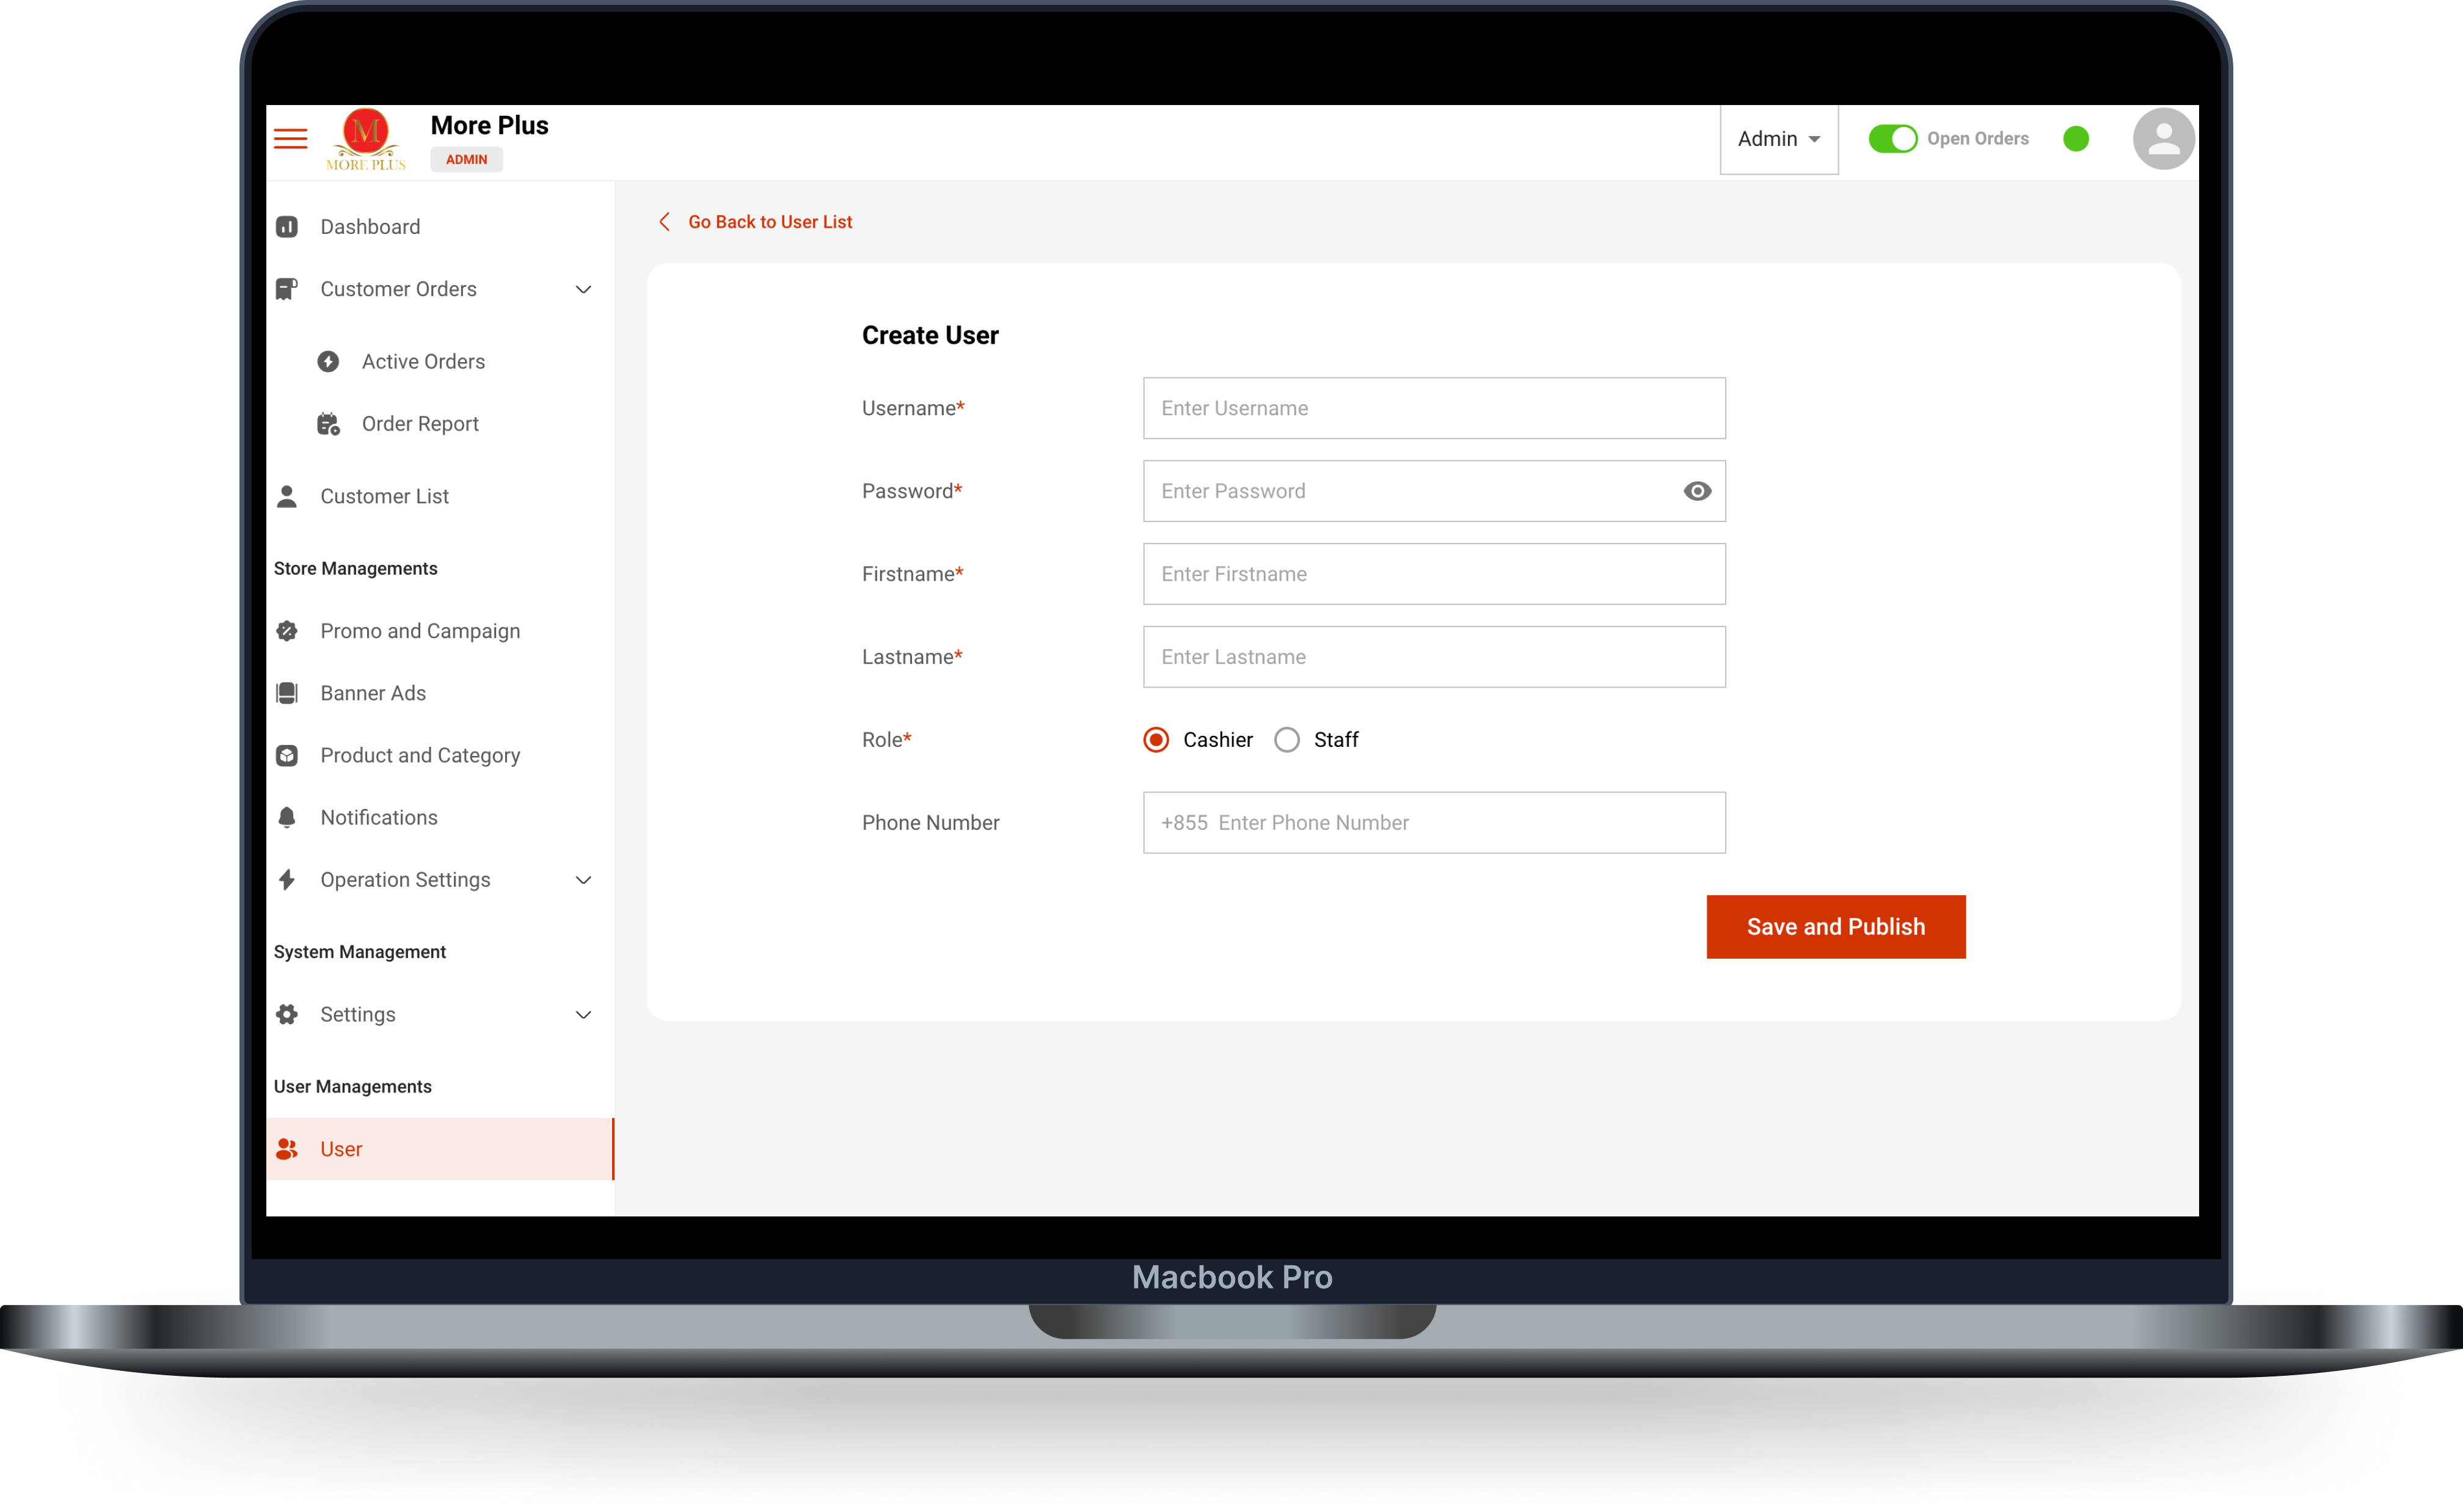 M
MORE PLUS
More Plus
ADMIN
Admin
Open Orders
Dashboard
Customer Orders
Active Orders
Order Report
Customer List
Store Managements
Promo and Campaign
Banner Ads
Product and Category
Notifications
Operation Settings
System Management
Settings
User Managements
User
Go Back to User List
Create User
Username*
Enter Username
Password*
Enter Password
Firstname*
Enter Firstname
Lastname*
Enter Lastname
Role*
Cashier Staff
Phone Number
+855 Enter Phone Number
Save and Publish
Macbook Pro